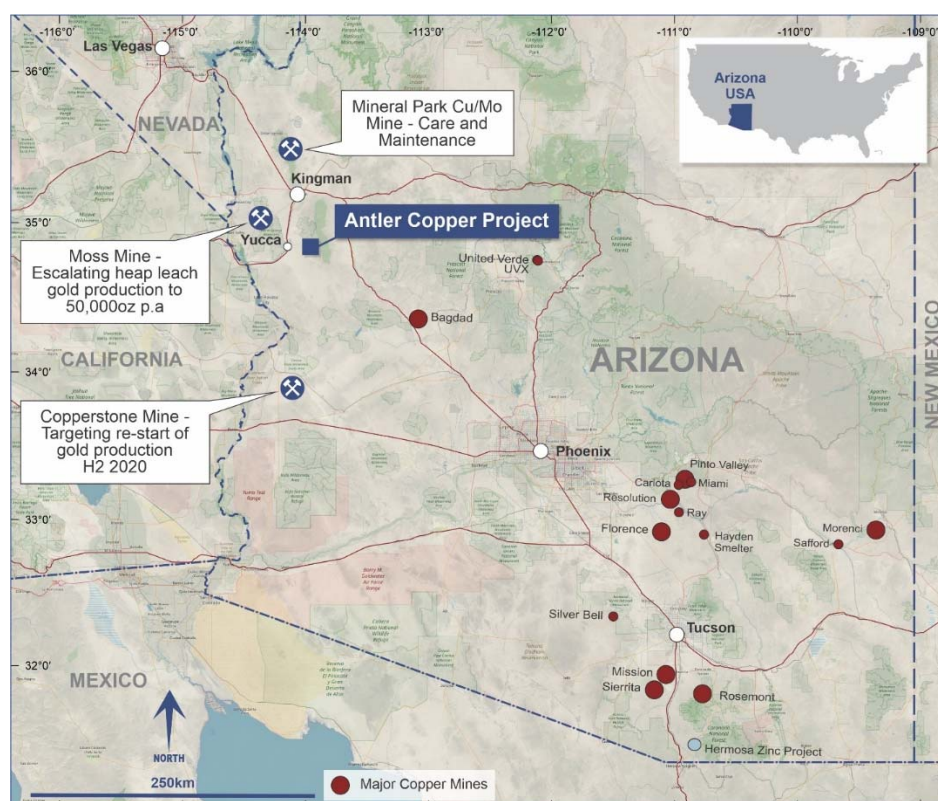 -116°0'
-115°0'
-114°0'
-113°0'
-112°0'
-111°0'
-110°0'
-109°0'
Las Vegas
36°0'
NEVADA
Mineral Park Cu/Mo
Mine - Care and
Maintenance
Arizona
USA
Kingman
35°0'
Antler Copper Project
Yucca
Moss Mine -
Escalating heap leach
gold production to
50,000oz p.a
United Verde
UVX
Bagdad
CALIFORNIA
ARIZONA
NEW MEXICO
34°0'
Copperstone Mine -
Targeting re-start of
gold production
H2 2020
Phoenix
Pinto Valley
Cariota
Miami
Resolution
Ray
33°0'
Florence
Hayden
Smelter
Morenci
Safford
Silver Bell
Tucson
32°0'
MEXICO
Mission
Sierrita
Rosemont
Hermosa Zinc Project
NORTH
250km
Major Copper Mines